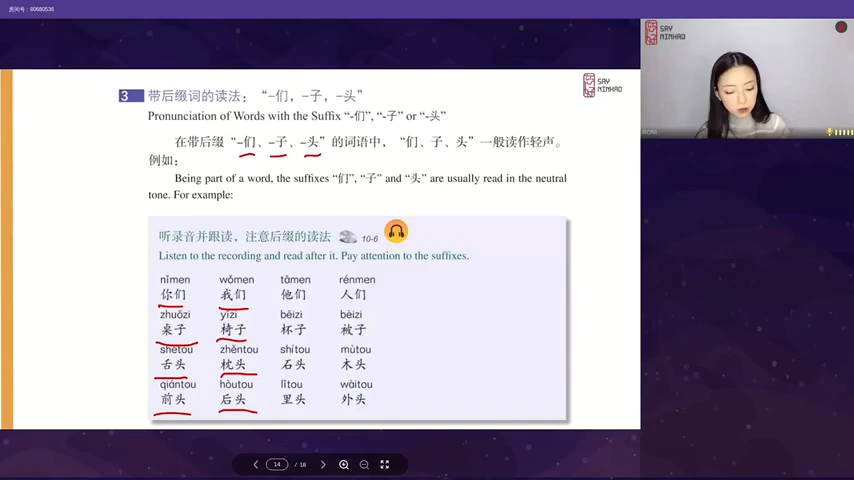 房间号: 80680536
3 带后缀词的读法: “-们, -子, -头”
Pronunciation of Words with the Suffix “-们”, “-子” or “-头”
在带后缀“-们、-子、-头”的词语中，“们、子、头”一般读作轻声。
例如:
Being part of a word, the suffixes “们”, “子” and “头” are usually read in the neutral
tone. For example:
听录音并跟读，注意后缀的读法 10-6
Listen to the recording and read after it. Pay attention to the suffixes.
nǐmen wǒmen tāmen rénmen
你们 我们 他们 人们
zhuōzi yǐzi bēizi bèizi
桌子 椅子 杯子 被子
shétou zhěntou shítou mùtou
舌头 枕头 石头 木头
qiántou hòutou lǐtou wàitou
前头 后头 里头 外头
SAY
NINHAO
SAY
NINHAO
14 / 18